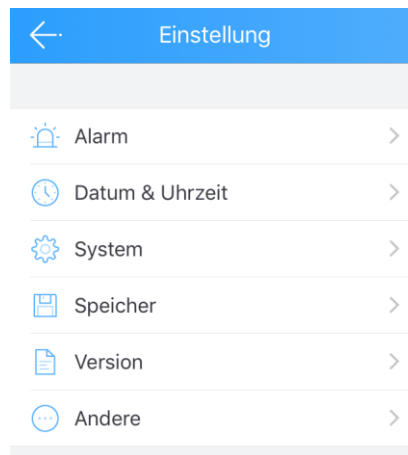 Einstellung
Alarm
Datum & Uhrzeit
System
Speicher
Version
Andere